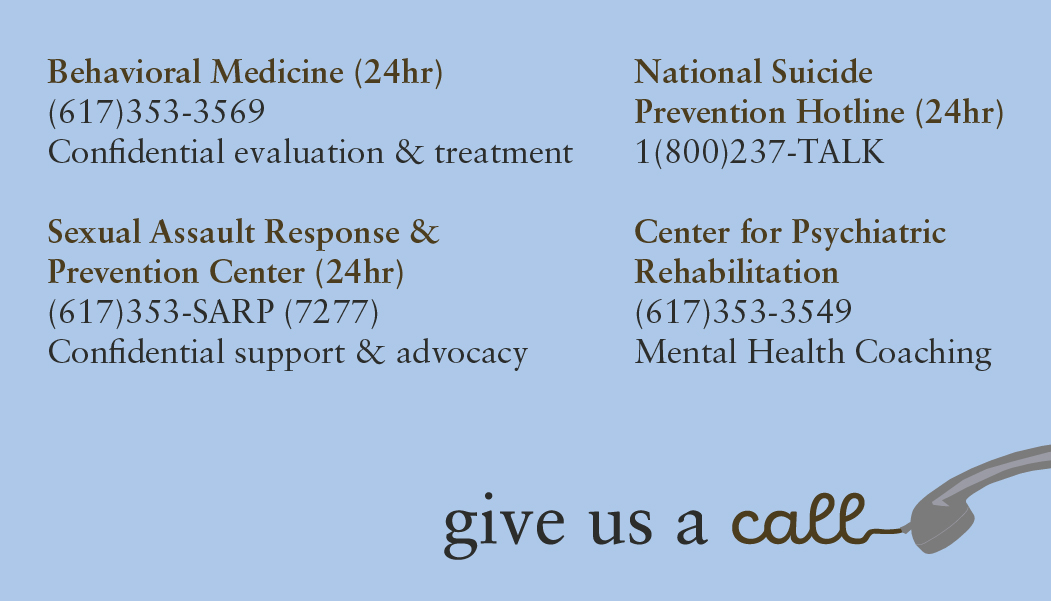 Behavioral Medicine (24hr)
(617)353-3569
Confidential evaluation & treatment
Sexual Assault Response &
Prevention Center (24hr)
(617)353-SARP (7277)
Confidential support & advocacy
National Suicide
Prevention Hotline (24hr)
1(800)237-TALK
Center for Psychiatric
Rehabilitation
(617)353-3549
Mental Health Coaching
give us a call